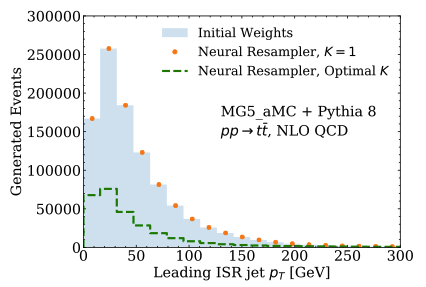 300000
250000
200000
150000
100000
50000
0
Generated Events
Initial Weights
Neural Resampler, K = 1
Neural Resampler, Optimal K
MG5_aMC + Pythia 8
pp → tt̄, NLO QCD
0 50 100 150 200 250 300
Leading ISR jet p_T [GeV]